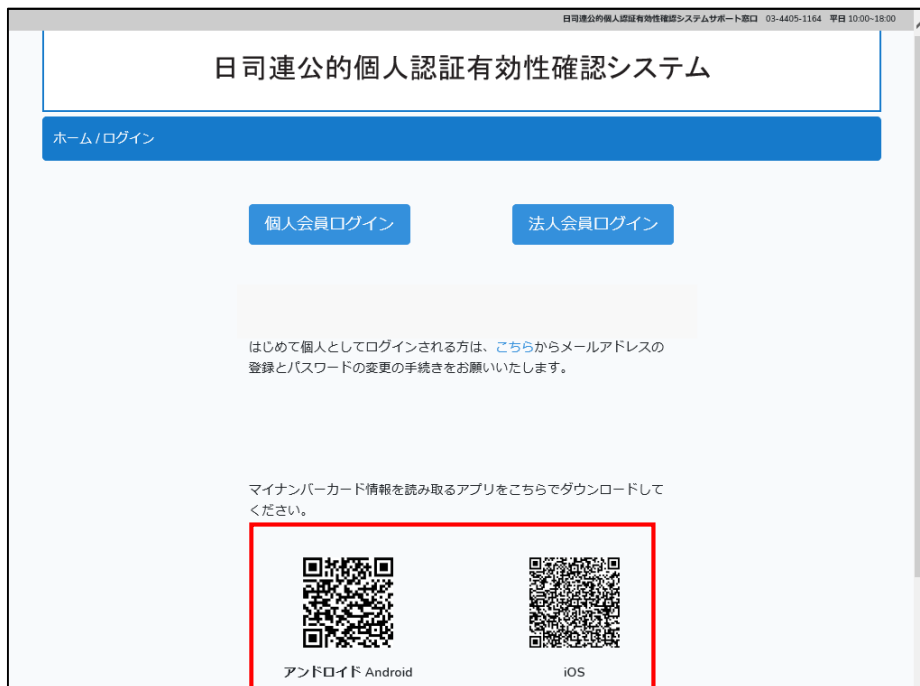 日司連公的個人認証有効性確認システムサポート窓口 03-4405-1164 平日 10:00~18:00
日司連公的個人認証有効性確認システム
ホーム / ログイン
個人会員ログイン 法人会員ログイン
はじめて個人としてログインされる方は、こちらからメールアドレスの
登録とパスワードの変更の手続きをお願いいたします。
マイナンバーカード情報を読み取るアプリをこちらでダウンロードして
ください。
アンドロイド Android iOS